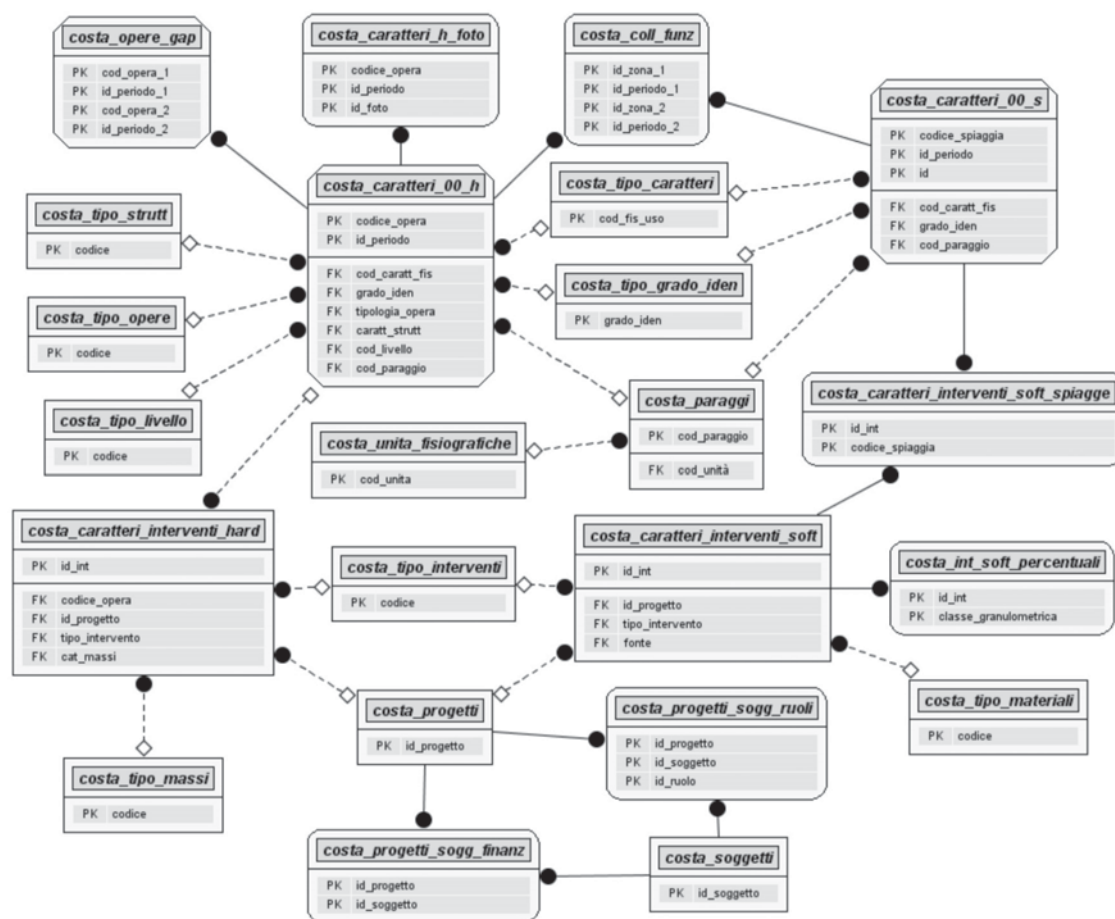 costa_opere_gap
PK cod_opera_1
PK id_periodo_1
PK cod_opera_2
PK id_periodo_2
costa_caratteri_h_foto
PK codice_opera
PK id_periodo
PK id_foto
costa_coll_funz
PK id_zona_1
PK id_periodo_1
PK id_zona_2
PK id_periodo_2
costa_caratteri_00_s
PK codice_spiaggia
PK id_periodo
PK id
FK cod_caratt_fis
FK grado_iden
FK cod_paraggio
costa_caratteri_00_h
PK codice_opera
PK id_periodo
FK cod_caratt_fis
FK grado_iden
FK tipologia_opera
FK caratt_strutt
FK cod_livello
FK cod_paraggio
costa_tipo_caratteri
PK cod_fis_uso
costa_tipo_strutt
PK codice
costa_tipo_opere
PK codice
costa_tipo_grado_iden
PK grado_iden
costa_tipo_livello
PK codice
costa_unita_fisiografiche
PK cod_unita
costa_paraggi
PK cod_paraggio
FK cod_unità
costa_caratteri_interventi_soft_spiagge
PK id_int
PK codice_spiaggia
costa_caratteri_interventi_hard
PK id_int
FK codice_opera
FK id_progetto
FK tipo_intervento
FK cat_massi
costa_tipo_interventi
PK codice
costa_caratteri_interventi_soft
PK id_int
FK id_progetto
FK tipo_intervento
FK fonte
costa_int_soft_percentuali
PK id_int
PK classe_granulometrica
costa_progetti
PK id_progetto
costa_progetti_sogg_ruoli
PK id_progetto
PK id_soggetto
PK id_ruolo
costa_tipo_materiali
PK codice
costa_tipo_massi
PK codice
costa_progetti_sogg_finanz
PK id_progetto
PK id_soggetto
costa_soggetti
PK id_soggetto